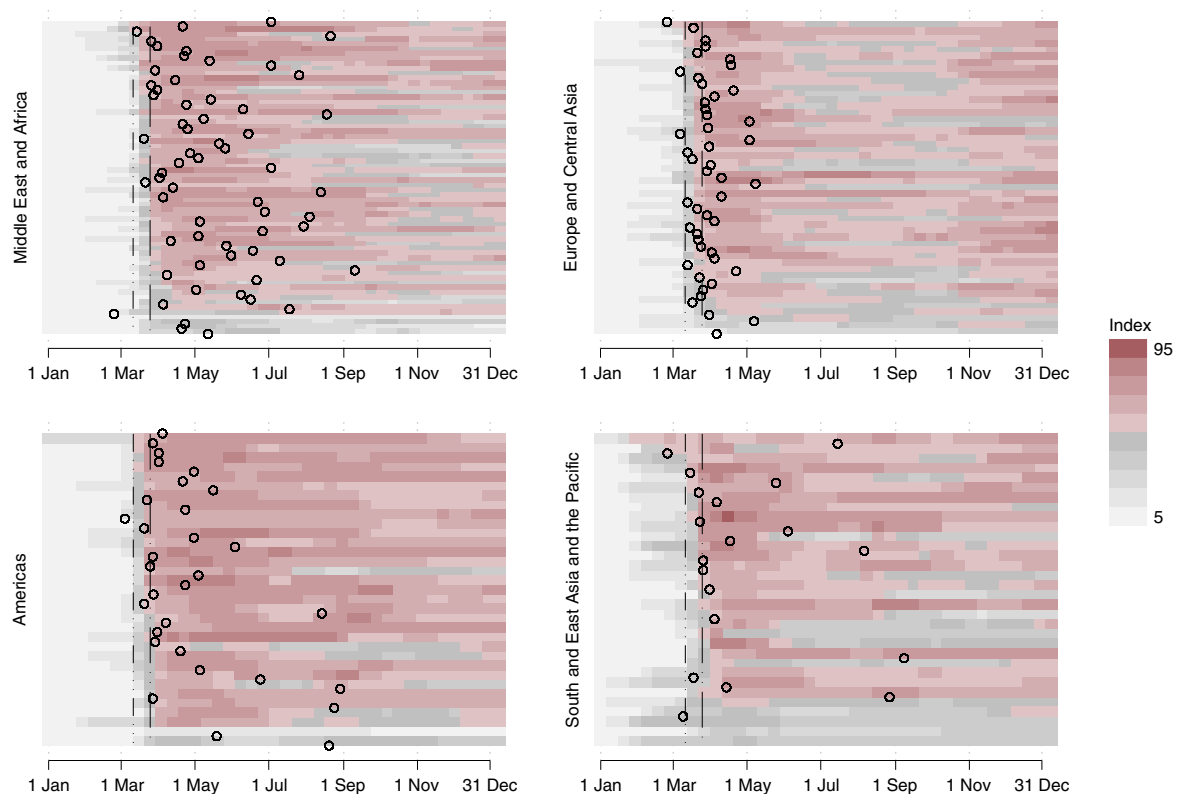 Middle East and Africa
1 Jan 1 Mar 1 May 1 Jul 1 Sep 1 Nov 31 Dec
Europe and Central Asia
1 Jan 1 Mar 1 May 1 Jul 1 Sep 1 Nov 31 Dec
Index
95
5
Americas
1 Jan 1 Mar 1 May 1 Jul 1 Sep 1 Nov 31 Dec
South and East Asia and the Pacific
1 Jan 1 Mar 1 May 1 Jul 1 Sep 1 Nov 31 Dec